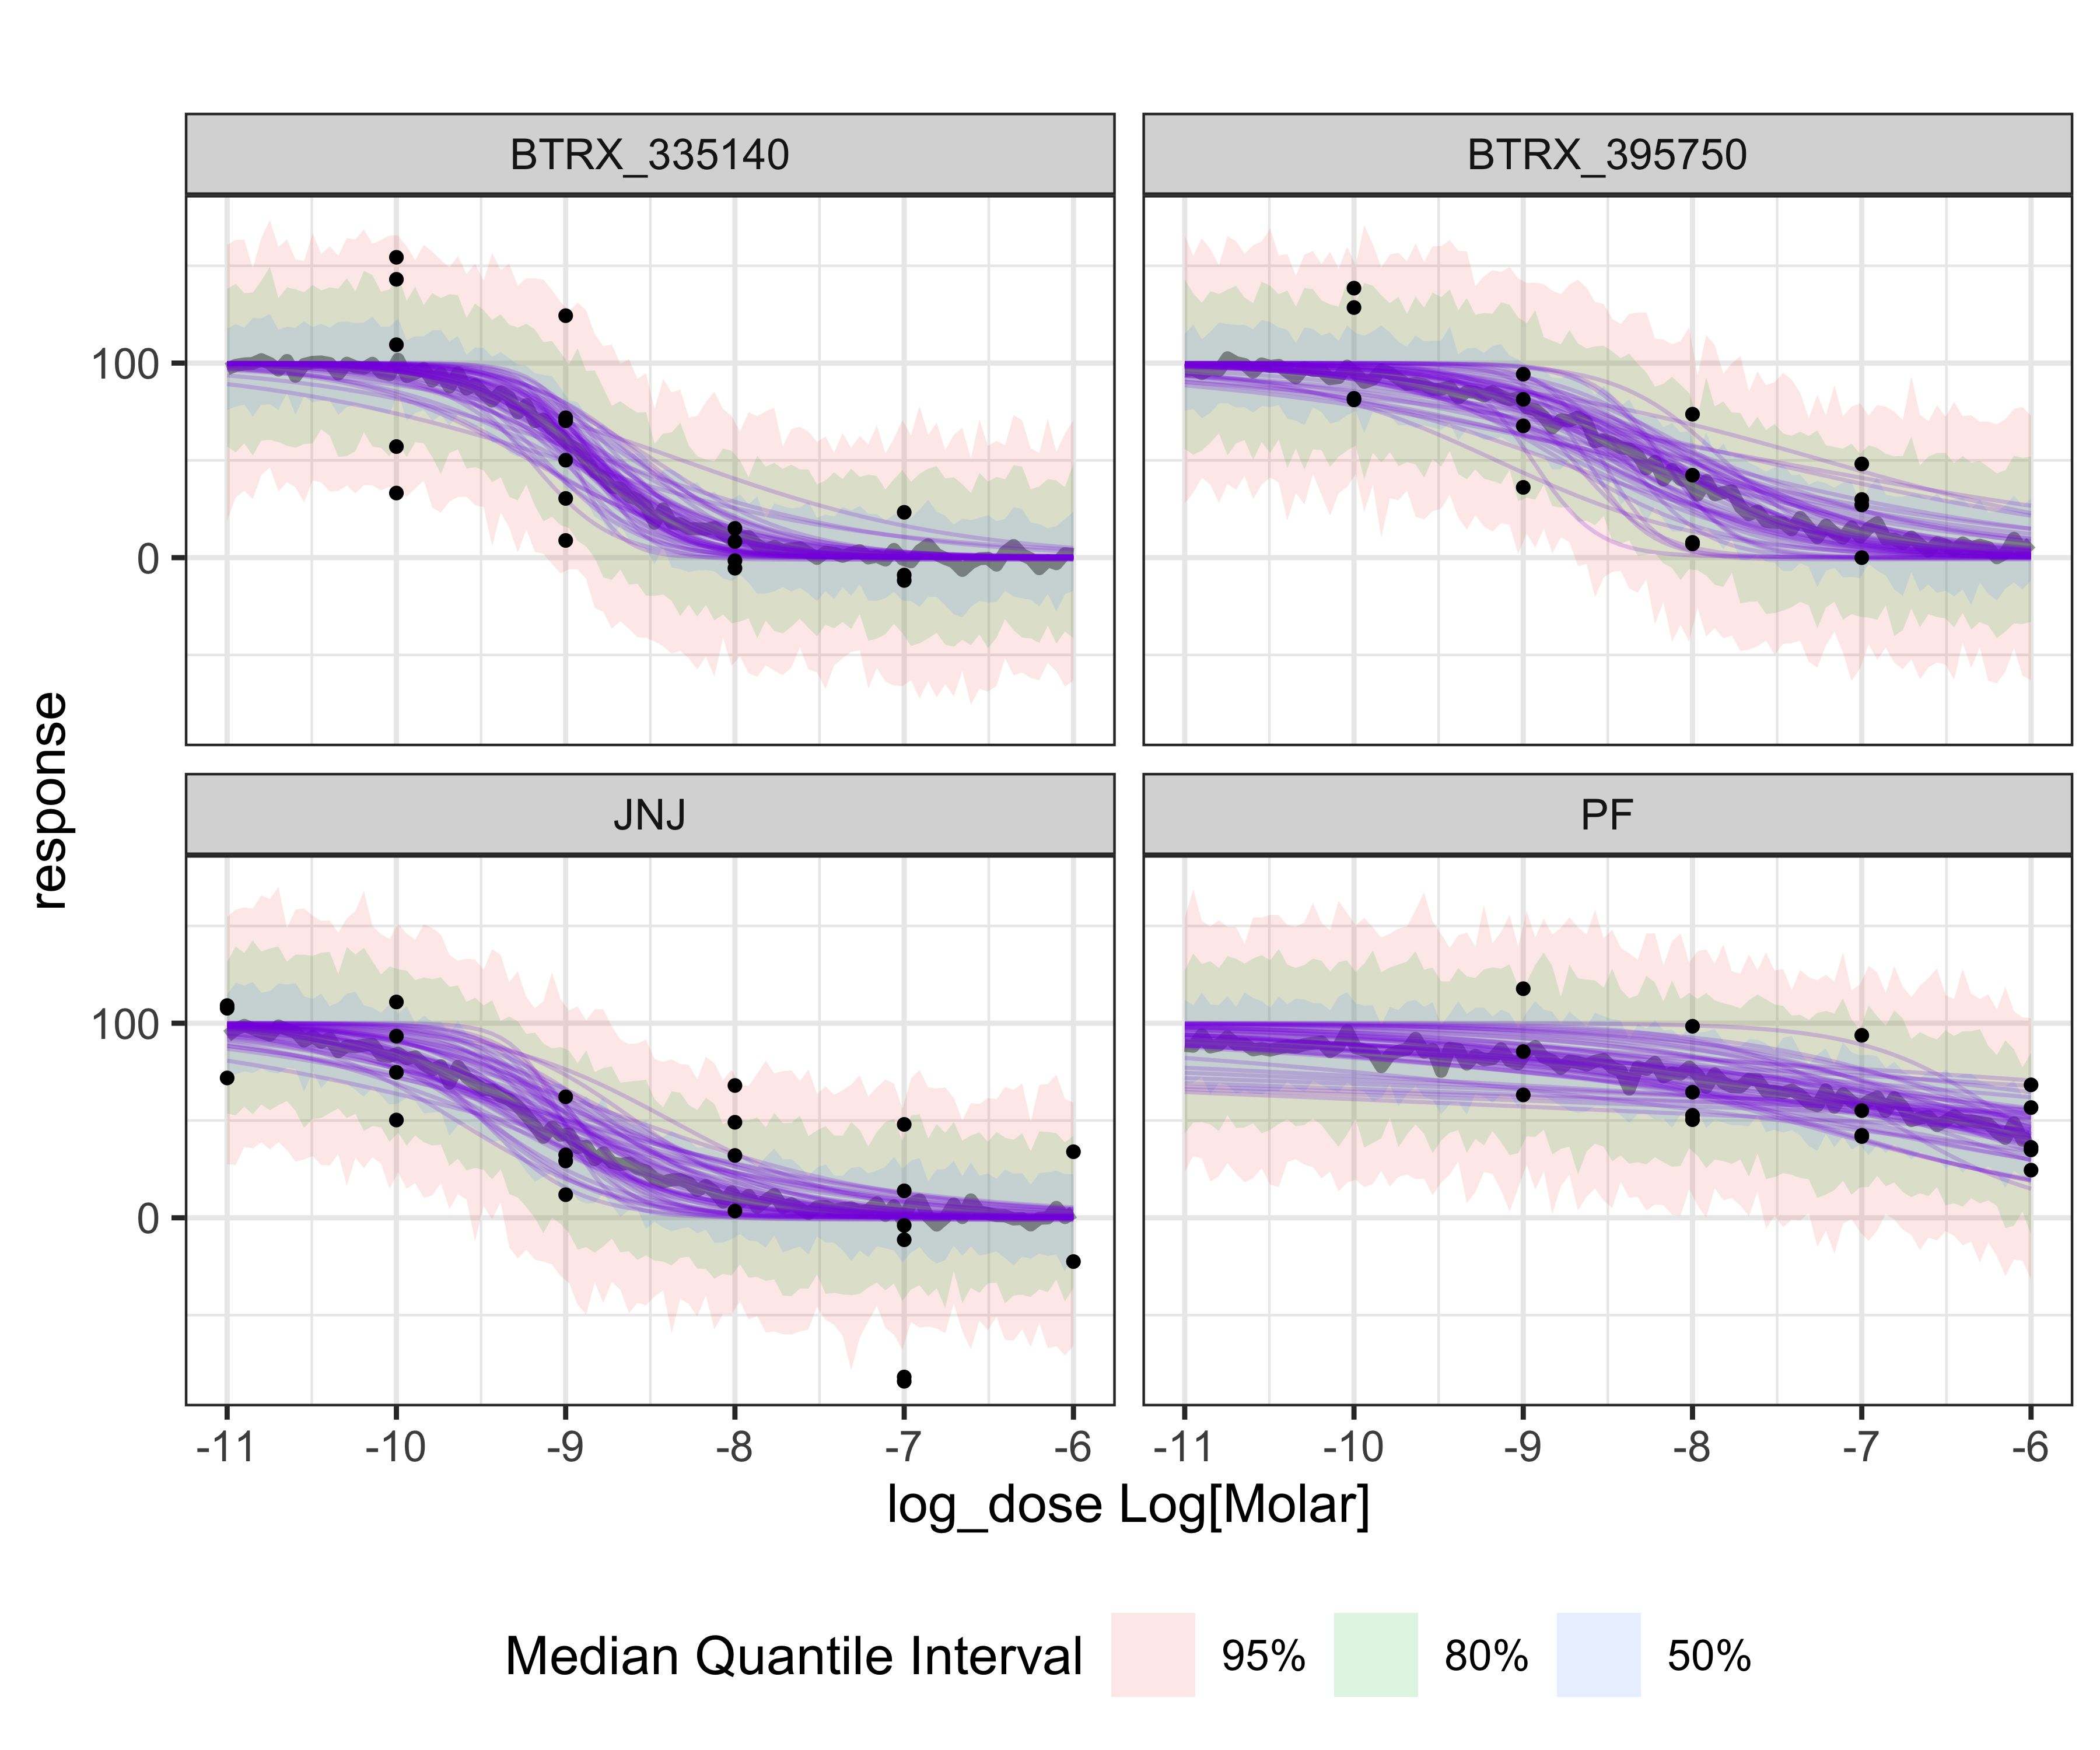 BTRX_335140
BTRX_395750
100
0
JNJ
PF
100
0
response
-11 -10 -9 -8 -7 -6 -11 -10 -9 -8 -7 -6
log_dose Log[Molar]
Median Quantile Interval 95% 80% 50%